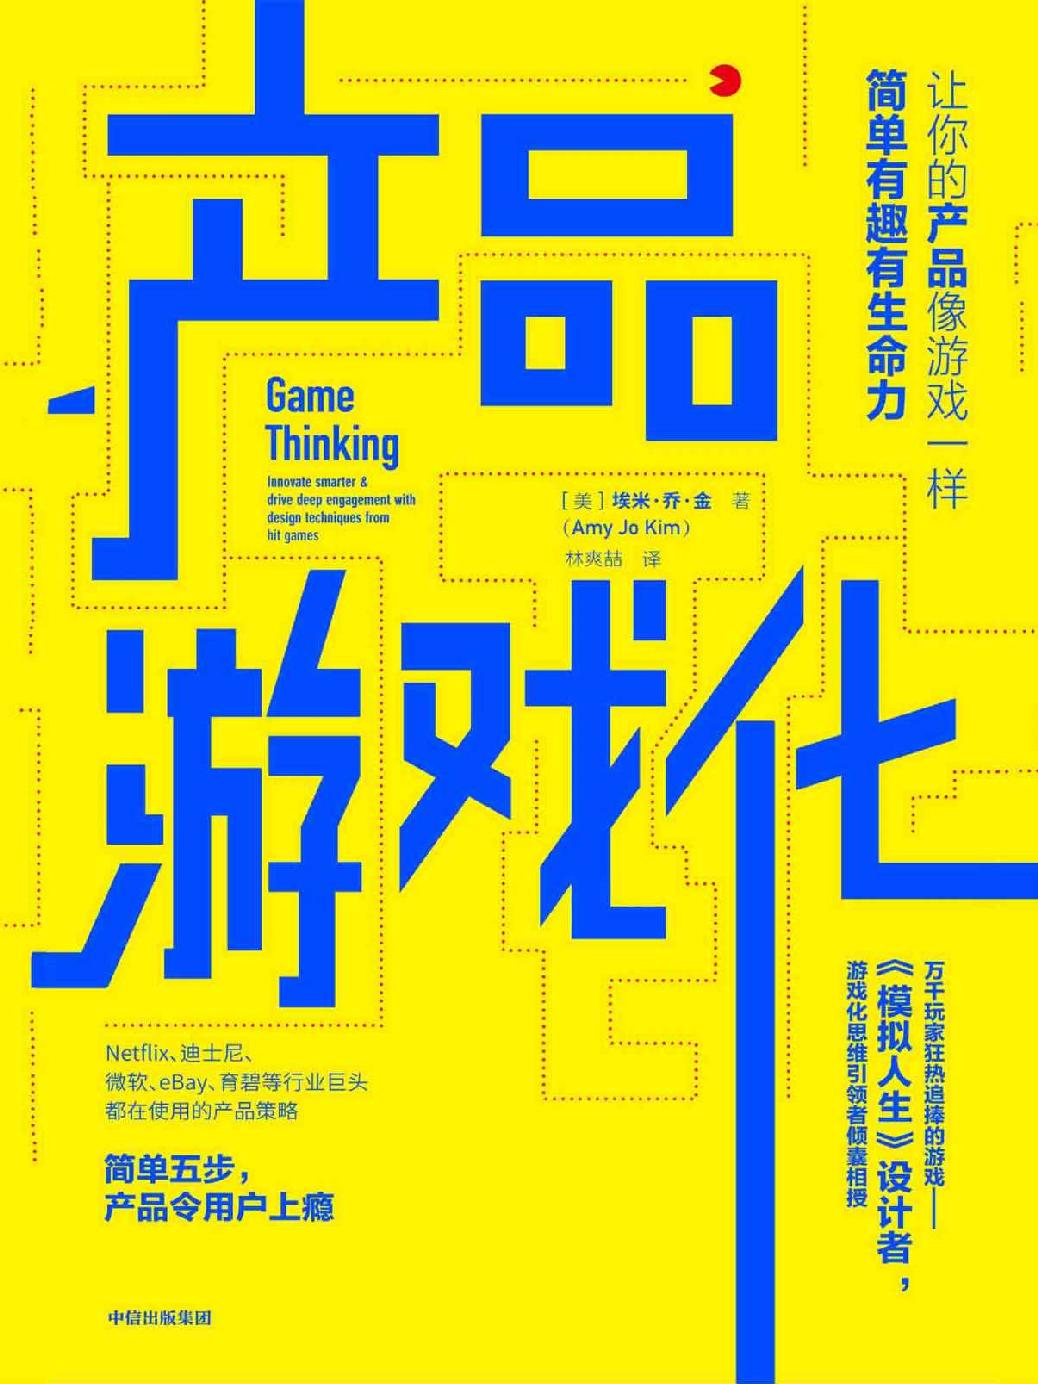 产品
游戏化
让你的产品像游戏一样
简单有趣有生命力
Game
Thinking
Innovate smarter &
drive deep engagement with
design techniques from
hit games
[美] 埃米·乔·金 著
（Amy Jo Kim）
林爽喆 译
Netflix、迪士尼、
微软、eBay、育碧等行业巨头
都在使用的产品策略
简单五步，
产品令用户上瘾
万千玩家狂热追捧的游戏——
《模拟人生》设计者，
游戏化思维引领者倾囊相授
中信出版集团